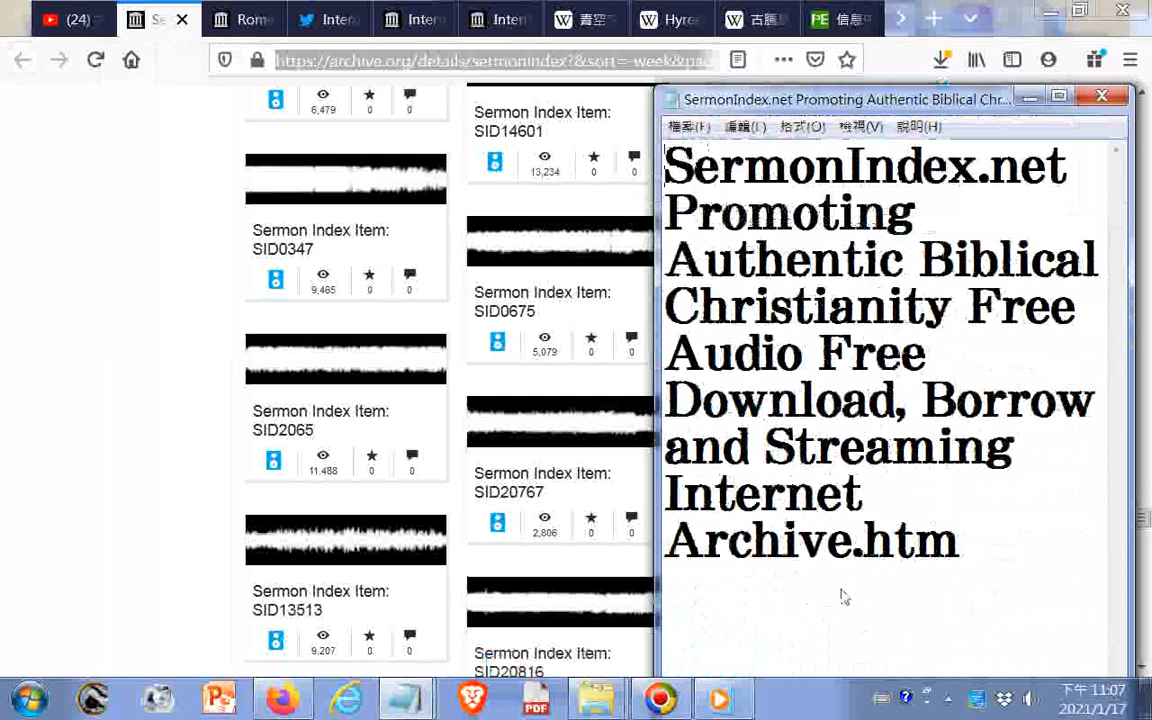 (24)
Se
Rom
Inter
Inter
Inter
青空
Hyre
古騰
信息
https://archive.org/details/sermonindex?&sort=-week&pa
6,479
Sermon Index Item:
SID0347
9,465
0
0
Sermon Index Item:
SID2065
11,488
0
0
Sermon Index Item:
SID13513
9,207
0
0
Sermon Index Item:
SID14601
13,234
0
0
Sermon Index Item:
SID0675
5,079
0
0
Sermon Index Item:
SID20767
2,806
0
0
Sermon Index Item:
SID20816
SermonIndex.net Promoting Authentic Biblical Chr...
檔案(F) 編輯(E) 格式(O) 檢視(V) 說明(H)
SermonIndex.net
Promoting
Authentic Biblical
Christianity Free
Audio Free
Download, Borrow
and Streaming
Internet
Archive.htm
PDF
下午 11:07
2021/1/17